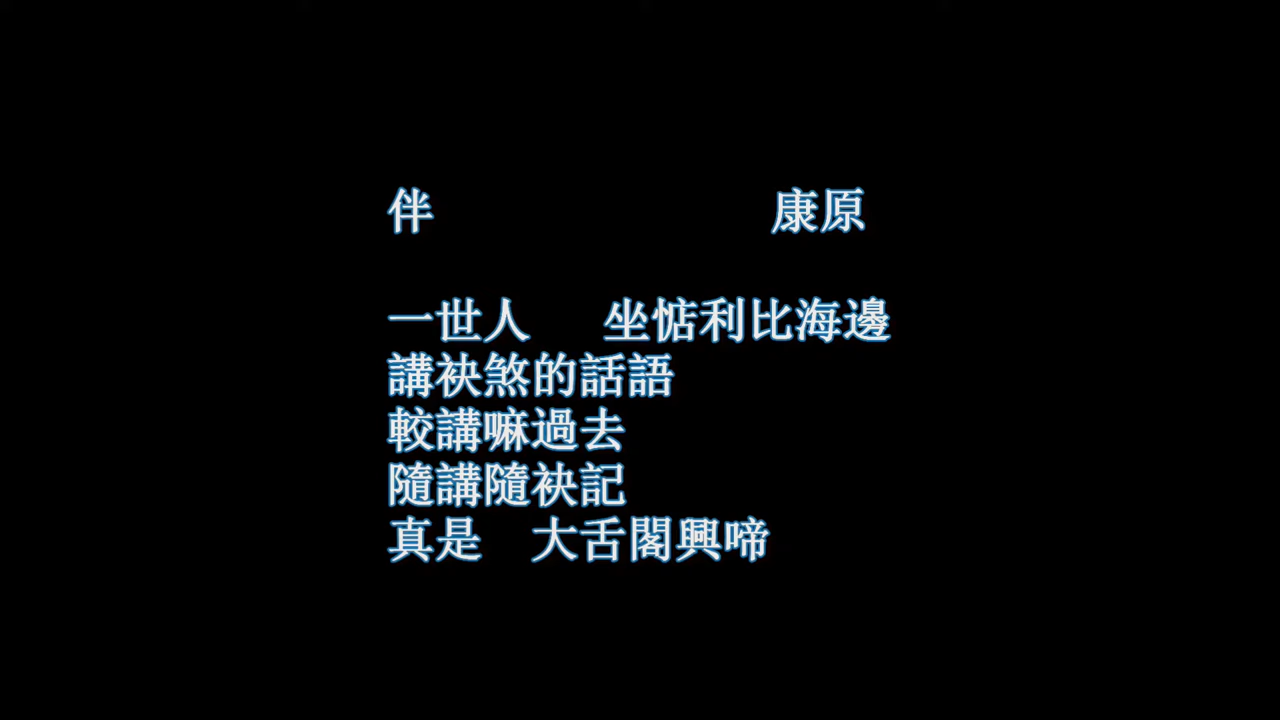 伴 康原
一世人 坐惦利比海邊
講袂煞的話語
較講嘛過去
隨講隨袂記
真是 大舌閣興啼